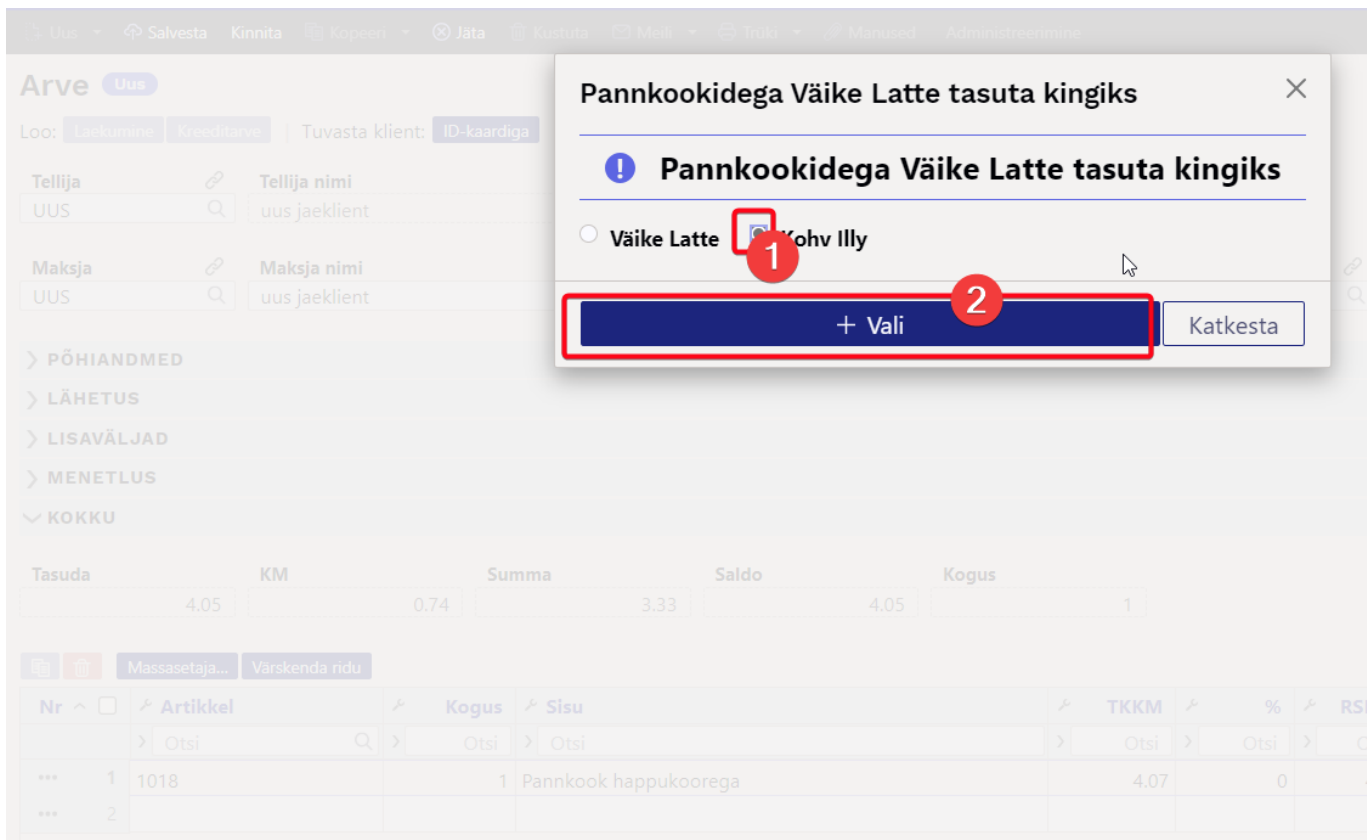 Uus Salvesta Kinnita Kopeeri Jäta Kustuta Meili Trüki Manused Administreerimine
Arve Uus
Loo: Laekumine Kreeditarve Tuvasta klient: ID-kaardiga
Tellija Tellija nimi
UUS uus jaeklient
Maksja Maksja nimi
UUS uus jaeklient
Pannkookidega Väike Latte tasuta kingiks
Pannkookidega Väike Latte tasuta kingiks
Väike Latte Kohv Illy
1
2
+ Vali Katkesta
PÕHIANDMED
LÄHETUS
LISAVÄLJAD
MENETLUS
KOKKU
Tasuda KM Summa Saldo Kogus
4.05 0.74 3.33 4.05 1
Massasetaja... Värskenda ridu
Nr Artikkel Kogus Sisu TKKM %
Otsi Otsi Otsi Otsi Otsi
1 1018 1 Pannkook happukoorega 4.07 0
2